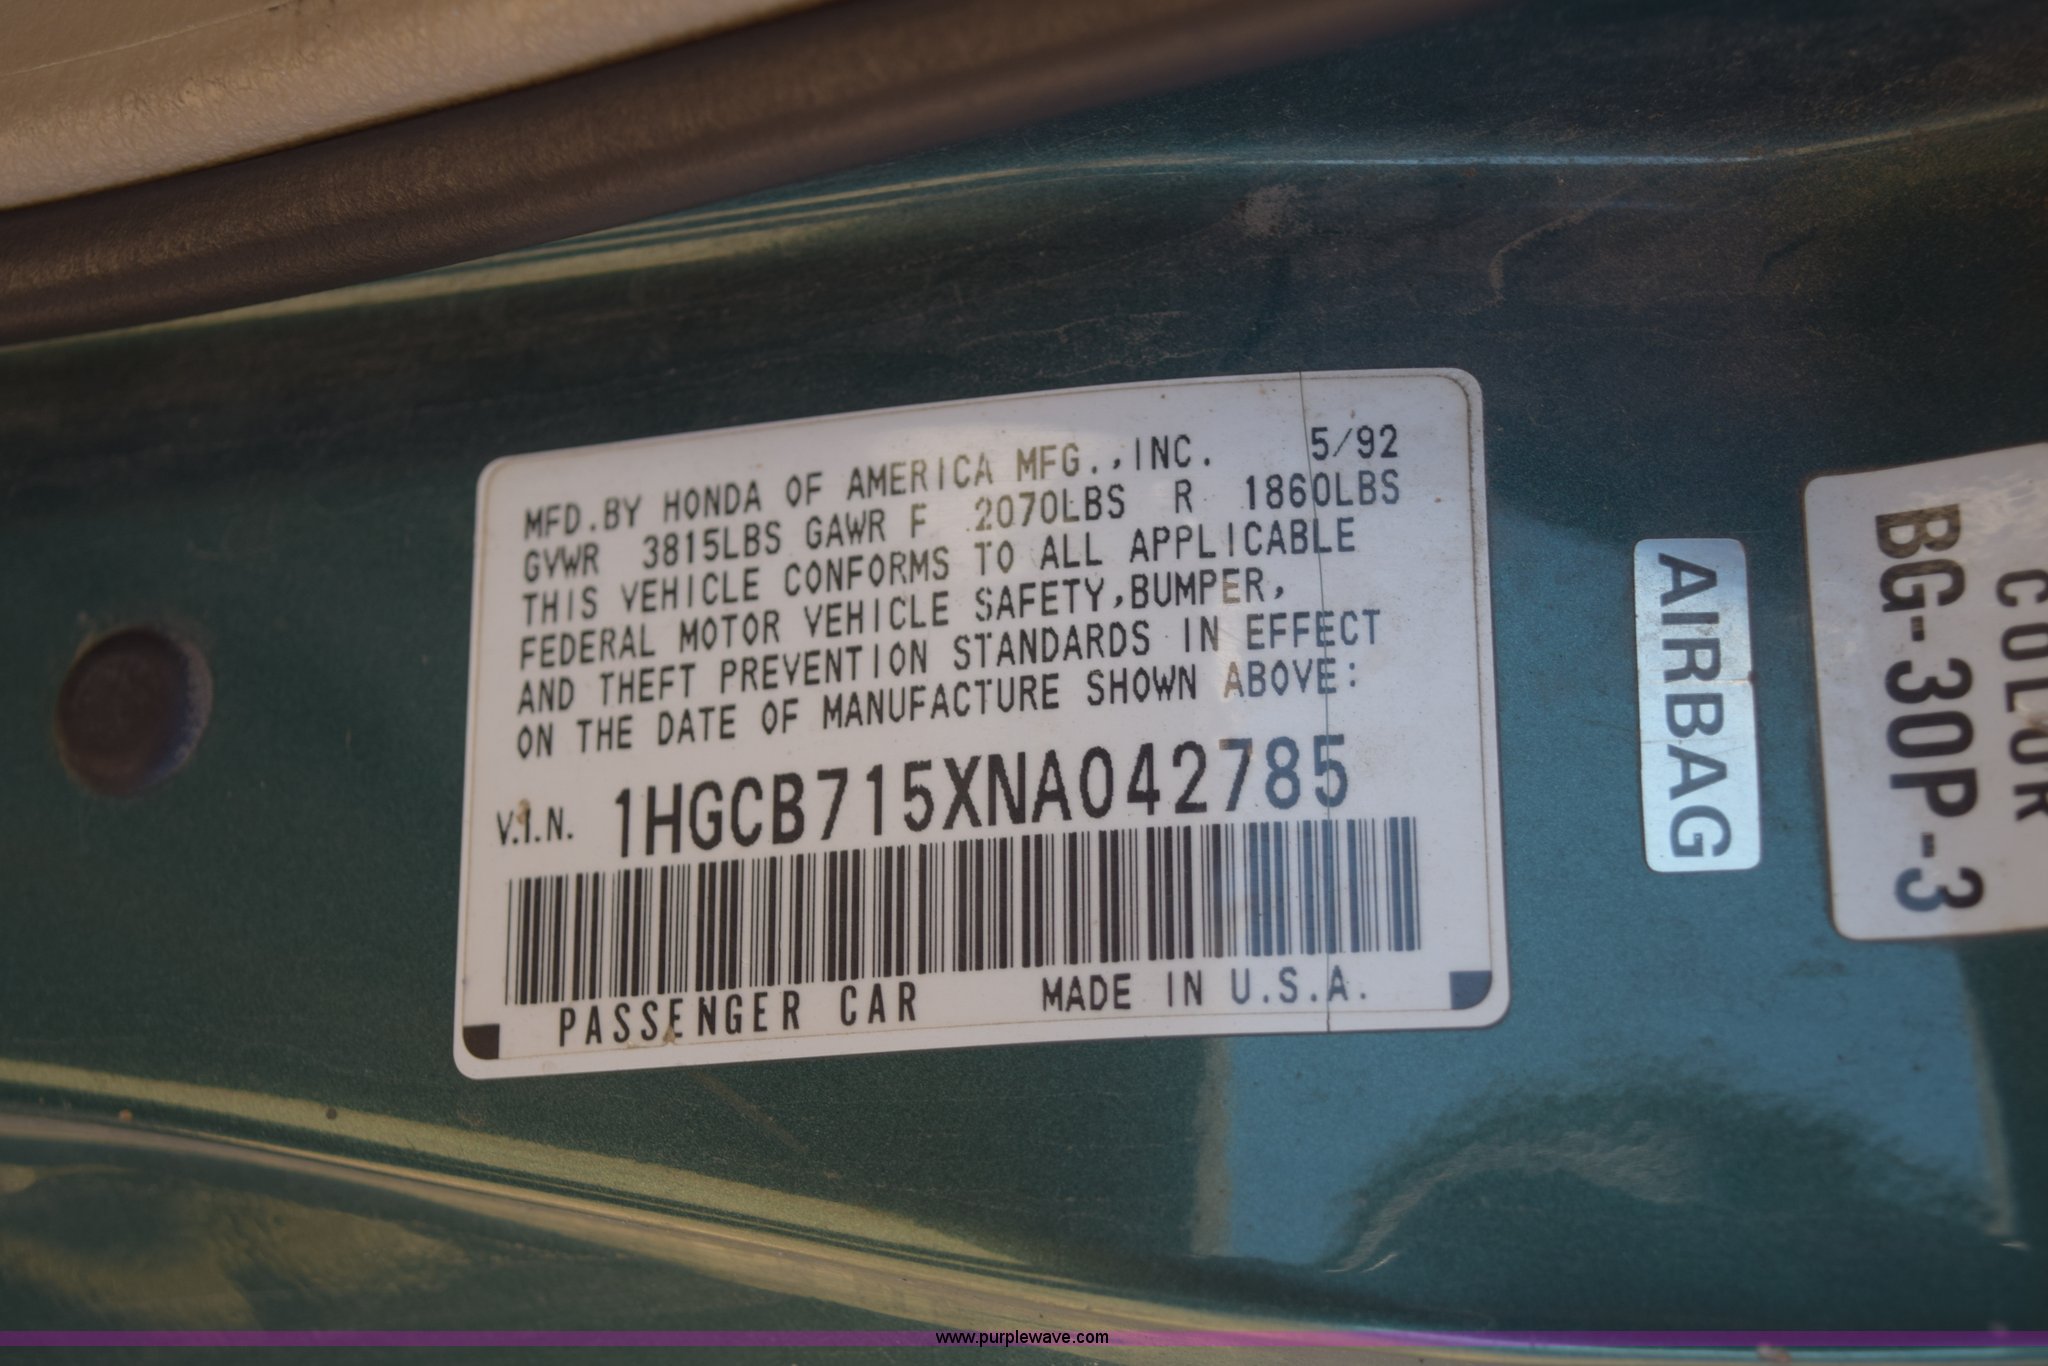 MFD.BY HONDA OF AMERICA MFG.,INC. 5/92
GVWR 3815LBS GAWR F 2070LBS R 1860LBS
THIS VEHICLE CONFORMS TO ALL APPLICABLE
FEDERAL MOTOR VEHICLE SAFETY,BUMPER,
AND THEFT PREVENTION STANDARDS IN EFFECT
ON THE DATE OF MANUFACTURE SHOWN ABOVE:
V.I.N. 1HGCB715XNA042785
PASSENGER CAR MADE IN U.S.A.
AIRBAG
COLOR
BG-30P-3
www.purplewave.com